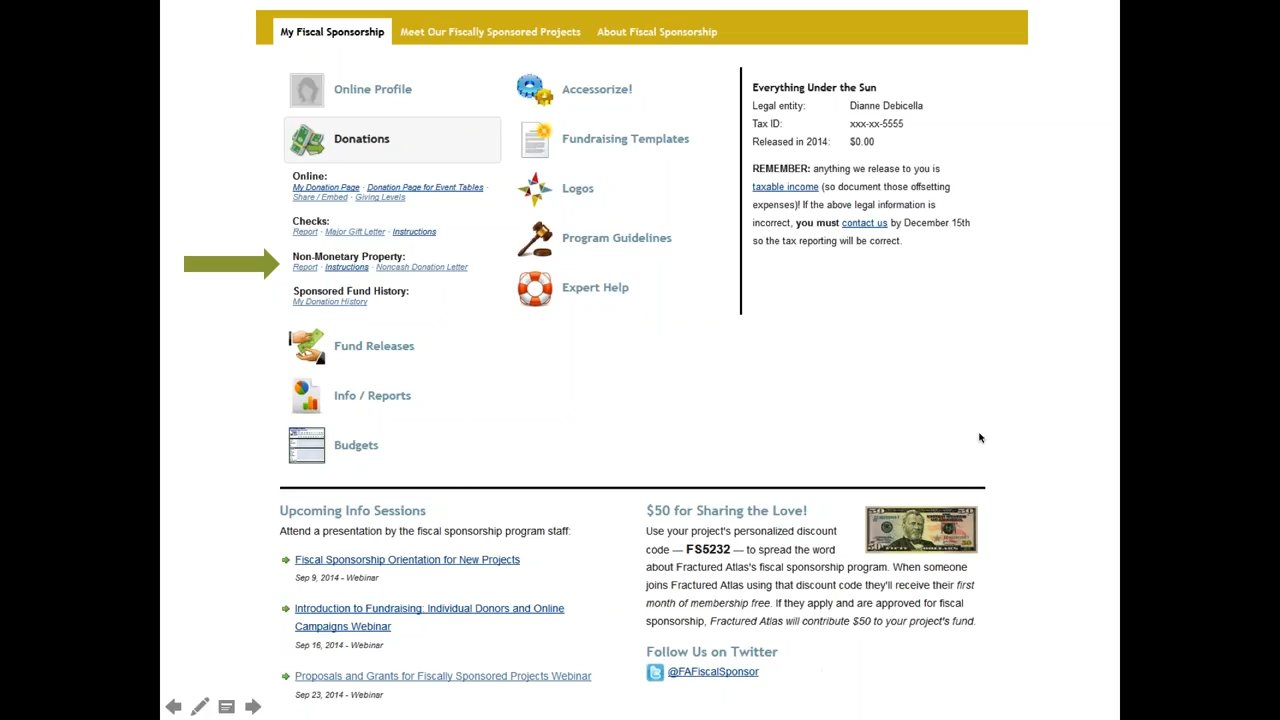 My Fiscal Sponsorship
Meet Our Fiscally Sponsored Projects
About Fiscal Sponsorship
Online Profile
Donations
Online:
My Donation Page · Donation Page for Event Tables ·
Share / Embed · Giving Levels
Checks:
Report · Major Gift Letter · Instructions
Non-Monetary Property:
Report · Instructions · Noncash Donation Letter
Sponsored Fund History:
My Donation History
Fund Releases
Info / Reports
Budgets
Accessorize!
Fundraising Templates
Logos
Program Guidelines
Expert Help
Everything Under the Sun
Legal entity: Dianne Debicella
Tax ID: xxx-xx-5555
Released in 2014: $0.00
REMEMBER: anything we release to you is
taxable income (so document those offsetting
expenses)! If the above legal information is
incorrect, you must contact us by December 15th
so the tax reporting will be correct.
Upcoming Info Sessions
Attend a presentation by the fiscal sponsorship program staff:
Fiscal Sponsorship Orientation for New Projects
Sep 9, 2014 - Webinar
Introduction to Fundraising: Individual Donors and Online
Campaigns Webinar
Sep 16, 2014 - Webinar
Proposals and Grants for Fiscally Sponsored Projects Webinar
Sep 23, 2014 - Webinar
$50 for Sharing the Love!
Use your project's personalized discount
code — FS5232 — to spread the word
about Fractured Atlas's fiscal sponsorship program. When someone
joins Fractured Atlas using that discount code they'll receive their first
month of membership free. If they apply and are approved for fiscal
sponsorship, Fractured Atlas will contribute $50 to your project's fund.
Follow Us on Twitter
@FAFiscalSponsor